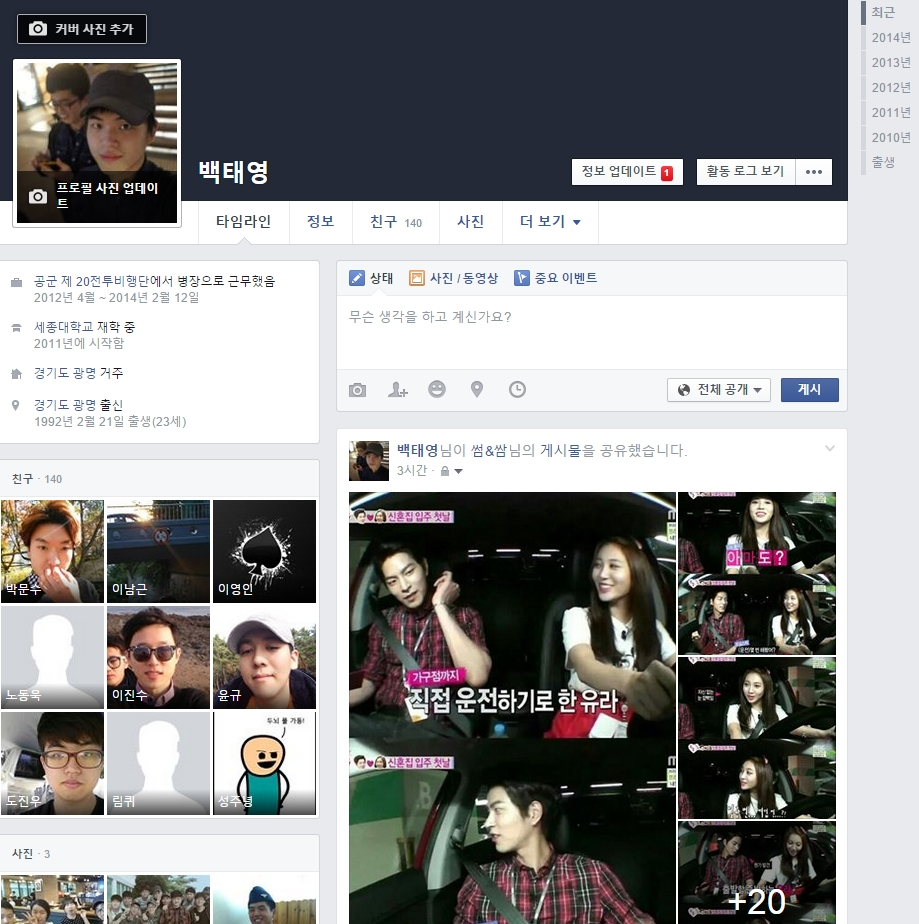 커버 사진 추가
프로필 사진 업데이
트
백태영
정보 업데이트 1
활동 로그 보기
타임라인
정보
친구 140
사진
더 보기
최근
2014년
2013년
2012년
2011년
2010년
출생
공군 제 20전투비행단에서 병장으로 근무했음
2012년 4월 ~ 2014년 2월 12일
세종대학교 재학 중
2011년에 시작함
경기도 광명 거주
경기도 광명 출신
1992년 2월 21일 출생(23세)
친구 · 140
박문수
이남근
이영인
노동욱
이진수
윤규
도진우
림퀴
두뇌 풀 가동!
성주녕
사진 · 3
상태
사진 / 동영상
중요 이벤트
무슨 생각을 하고 계신가요?
전체 공개
게시
백태영님이 썸&쌈님의 게시물을 공유했습니다.
3시간 ·
신혼집 입주 첫날
가구점까지
직접 운전하기로 한 유라
신혼집 입주 첫날
아마도?
+20